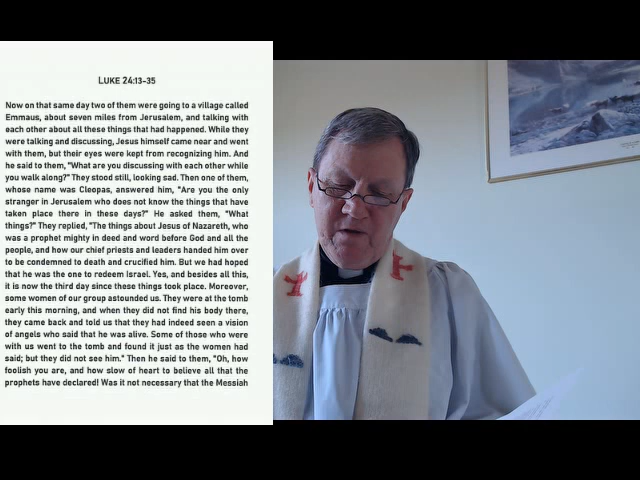 LUKE 24:13-35
Now on that same day two of them were going to a village called
Emmaus, about seven miles from Jerusalem, and talking with
each other about all these things that had happened. While they
were talking and discussing, Jesus himself came near and went
with them, but their eyes were kept from recognizing him. And
he said to them, "What are you discussing with each other while
you walk along?" They stood still, looking sad. Then one of them,
whose name was Cleopas, answered him, "Are you the only
stranger in Jerusalem who does not know the things that have
taken place there in these days?" He asked them, "What
things?" They replied, "The things about Jesus of Nazareth, who
was a prophet mighty in deed and word before God and all the
people, and how our chief priests and leaders handed him over
to be condemned to death and crucified him. But we had hoped
that he was the one to redeem Israel. Yes, and besides all this,
it is now the third day since these things took place. Moreover,
some women of our group astounded us. They were at the tomb
early this morning, and when they did not find his body there,
they came back and told us that they had indeed seen a vision
of angels who said that he was alive. Some of those who were
with us went to the tomb and found it just as the women had
said; but they did not see him." Then he said to them, "Oh, how
foolish you are, and how slow of heart to believe all that the
prophets have declared! Was it not necessary that the Messiah